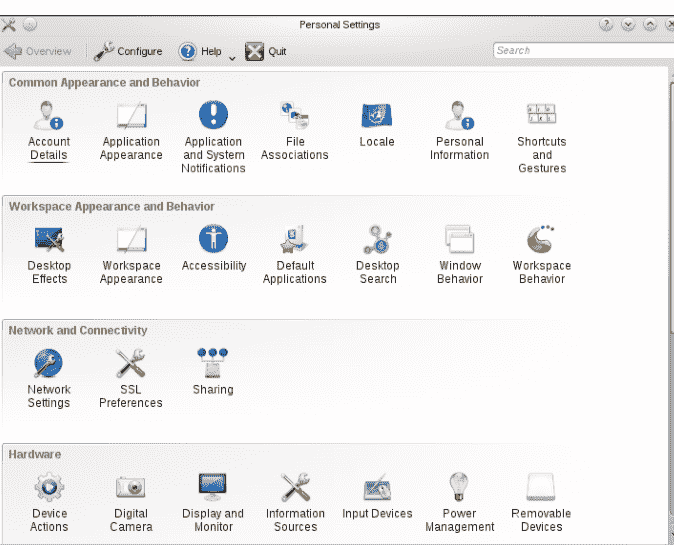 Personal Settings
Overview Configure Help Quit Search
Common Appearance and Behavior
Account Details
Application Appearance
Application and System Notifications
File Associations
Locale
Personal Information
Shortcuts and Gestures
Workspace Appearance and Behavior
Desktop Effects
Workspace Appearance
Accessibility
Default Applications
Desktop Search
Window Behavior
Workspace Behavior
Network and Connectivity
Network Settings
SSL Preferences
Sharing
Hardware
Device Actions
Digital Camera
Display and Monitor
Information Sources
Input Devices
Power Management
Removable Devices